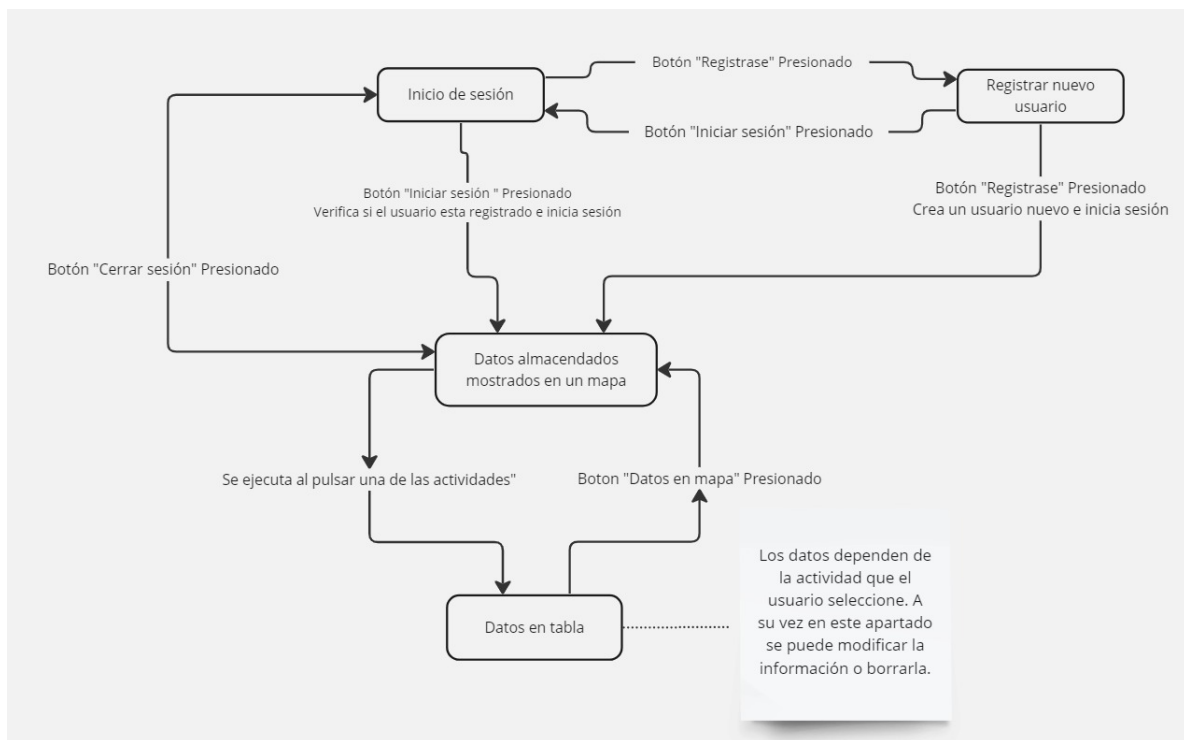 Botón "Registrase" Presionado
Inicio de sesión
Registrar nuevo
usuario
Botón "Iniciar sesión" Presionado
Botón "Iniciar sesión " Presionado
Verifica si el usuario esta registrado e inicia sesión
Botón "Registrase" Presionado
Crea un usuario nuevo e inicia sesión
Botón "Cerrar sesión" Presionado
Datos almacendados
mostrados en un mapa
Se ejecuta al pulsar una de las actividades"
Boton "Datos en mapa" Presionado
Los datos dependen de
la actividad que el
usuario seleccione. A
su vez en este apartado
se puede modificar la
información o borrarla.
Datos en tabla